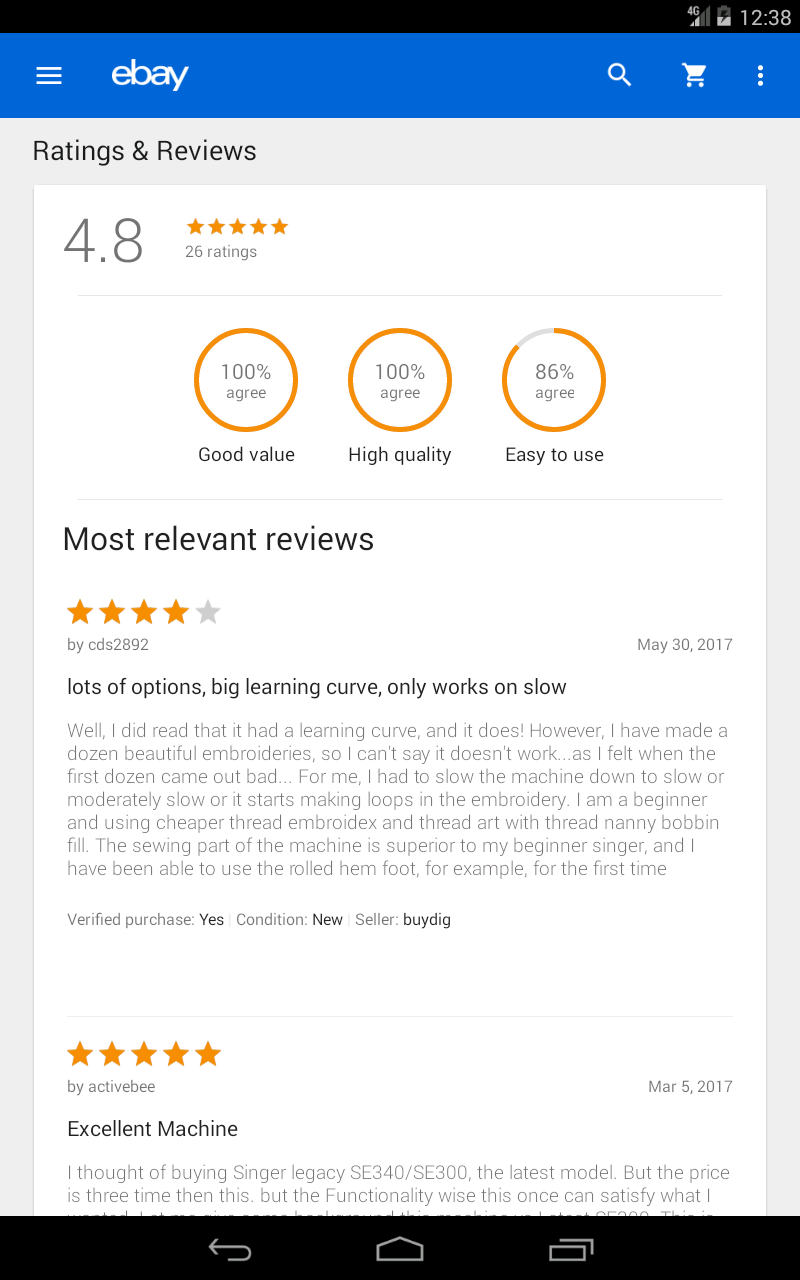 4G 12:38
ebay
Ratings & Reviews
4.8
26 ratings
100% agree
100% agree
86% agree
Good value
High quality
Easy to use
Most relevant reviews
by cds2892
May 30, 2017
lots of options, big learning curve, only works on slow
Well, I did read that it had a learning curve, and it does! However, I have made a
dozen beautiful embroideries, so I can't say it doesn't work...as I felt when the
first dozen came out bad... For me, I had to slow the machine down to slow or
moderately slow or it starts making loops in the embroidery. I am a beginner
and using cheaper thread embroidex and thread art with thread nanny bobbin
fill. The sewing part of the machine is superior to my beginner singer, and I
have been able to use the rolled hem foot, for example, for the first time
Verified purchase: Yes | Condition: New | Seller: buydig
by activebee
Mar 5, 2017
Excellent Machine
I thought of buying Singer legacy SE340/SE300, the latest model. But the price
is three time then this. but the Functionality wise this once can satisfy what I